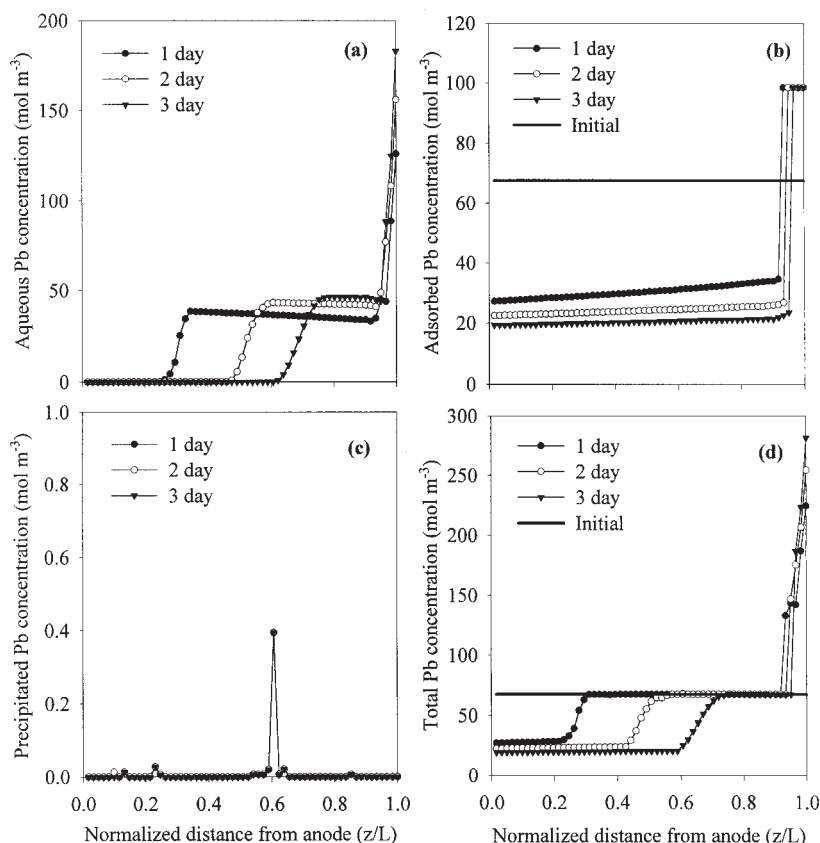 (a)
Aqueous Pb concentration (mol m-3)
200
150
100
50
0
1 day
2 day
3 day
(b)
Adsorbed Pb concentration (mol m-3)
120
100
80
60
40
20
0
1 day
2 day
3 day
Initial
(c)
Precipitated Pb concentration (mol m-3)
1.0
0.8
0.6
0.4
0.2
0.0
1 day
2 day
3 day
0.0 0.2 0.4 0.6 0.8 1.0
Normalized distance from anode (z/L)
(d)
Total Pb concentration (mol m-3)
300
250
200
150
100
50
0
1 day
2 day
3 day
Initial
0.0 0.2 0.4 0.6 0.8 1.0
Normalized distance from anode (z/L)